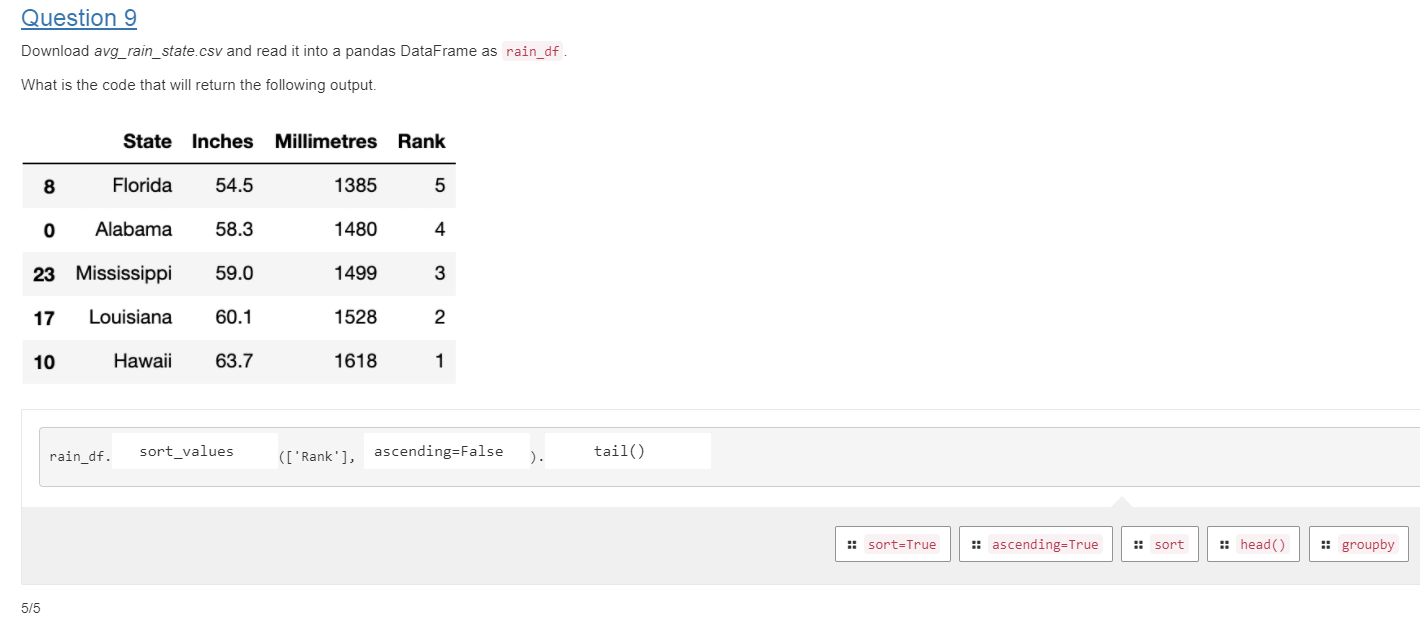 Question 9
Download avg_rain_state.csv and read it into a pandas DataFrame as rain_df.
What is the code that will return the following output.
State Inches Millimetres Rank
8 Florida 54.5 1385 5
0 Alabama 58.3 1480 4
23 Mississippi 59.0 1499 3
17 Louisiana 60.1 1528 2
10 Hawaii 63.7 1618 1
rain_df. sort_values (['Rank'], ascending=False ). tail()
sort=True ascending=True sort head() groupby
5/5